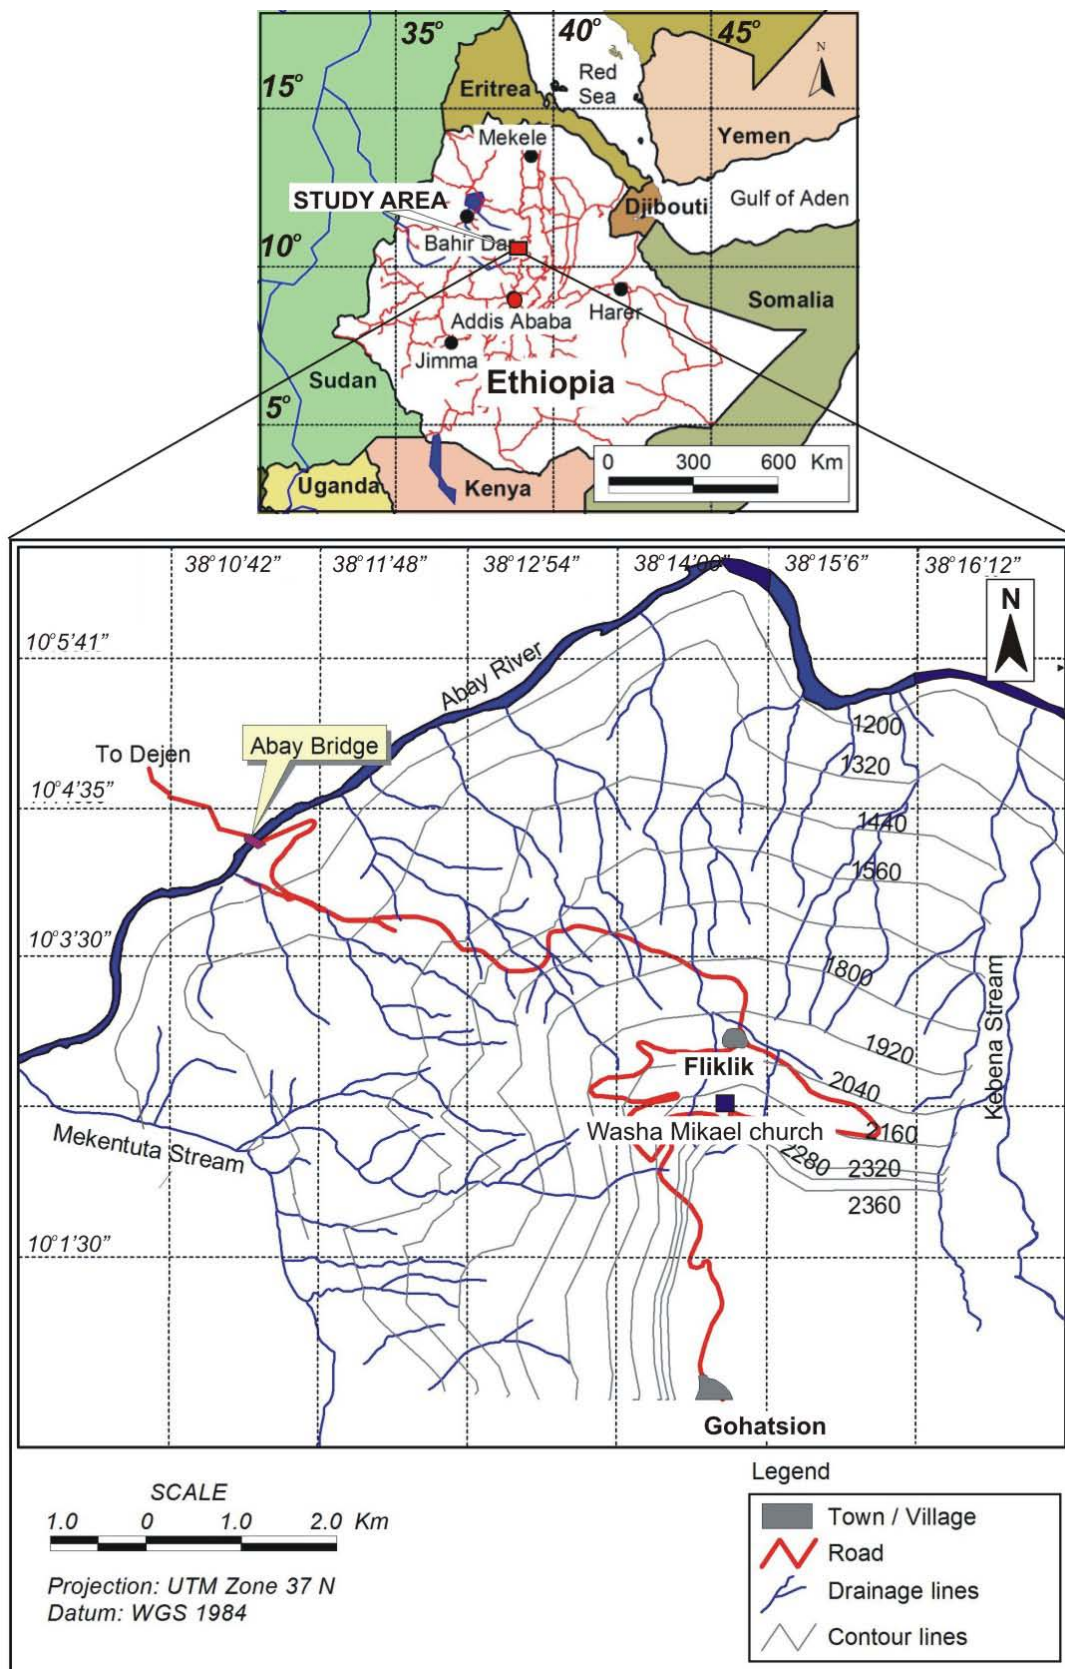 35°
40°
45°
N
Red
Sea
Eritrea
15°
Yemen
Mekele
STUDY AREA
Djibouti
Gulf of Aden
Bahir Dar
10°
Somalia
Harer
Addis Ababa
Jimma
Sudan
Ethiopia
5°
0 300 600 Km
Uganda
Kenya
38°10'42”
38°11'48”
38°12'54”
38°14'00”
38°15'6”
38°16'12”
N
10°5'41”
Abay River
1200
Abay Bridge
To Dejen
1320
10°4'35”
1440
1560
10°3'30”
1800
Kebena Stream
1920
Fliklik
2040
Washa Mikael church
2160
Mekentuta Stream
2280
2320
2360
10°1'30”
Gohatsion
Legend
SCALE
1.0 0 1.0 2.0 Km
Town / Village
Road
Drainage lines
Contour lines
Projection: UTM Zone 37 N
Datum: WGS 1984